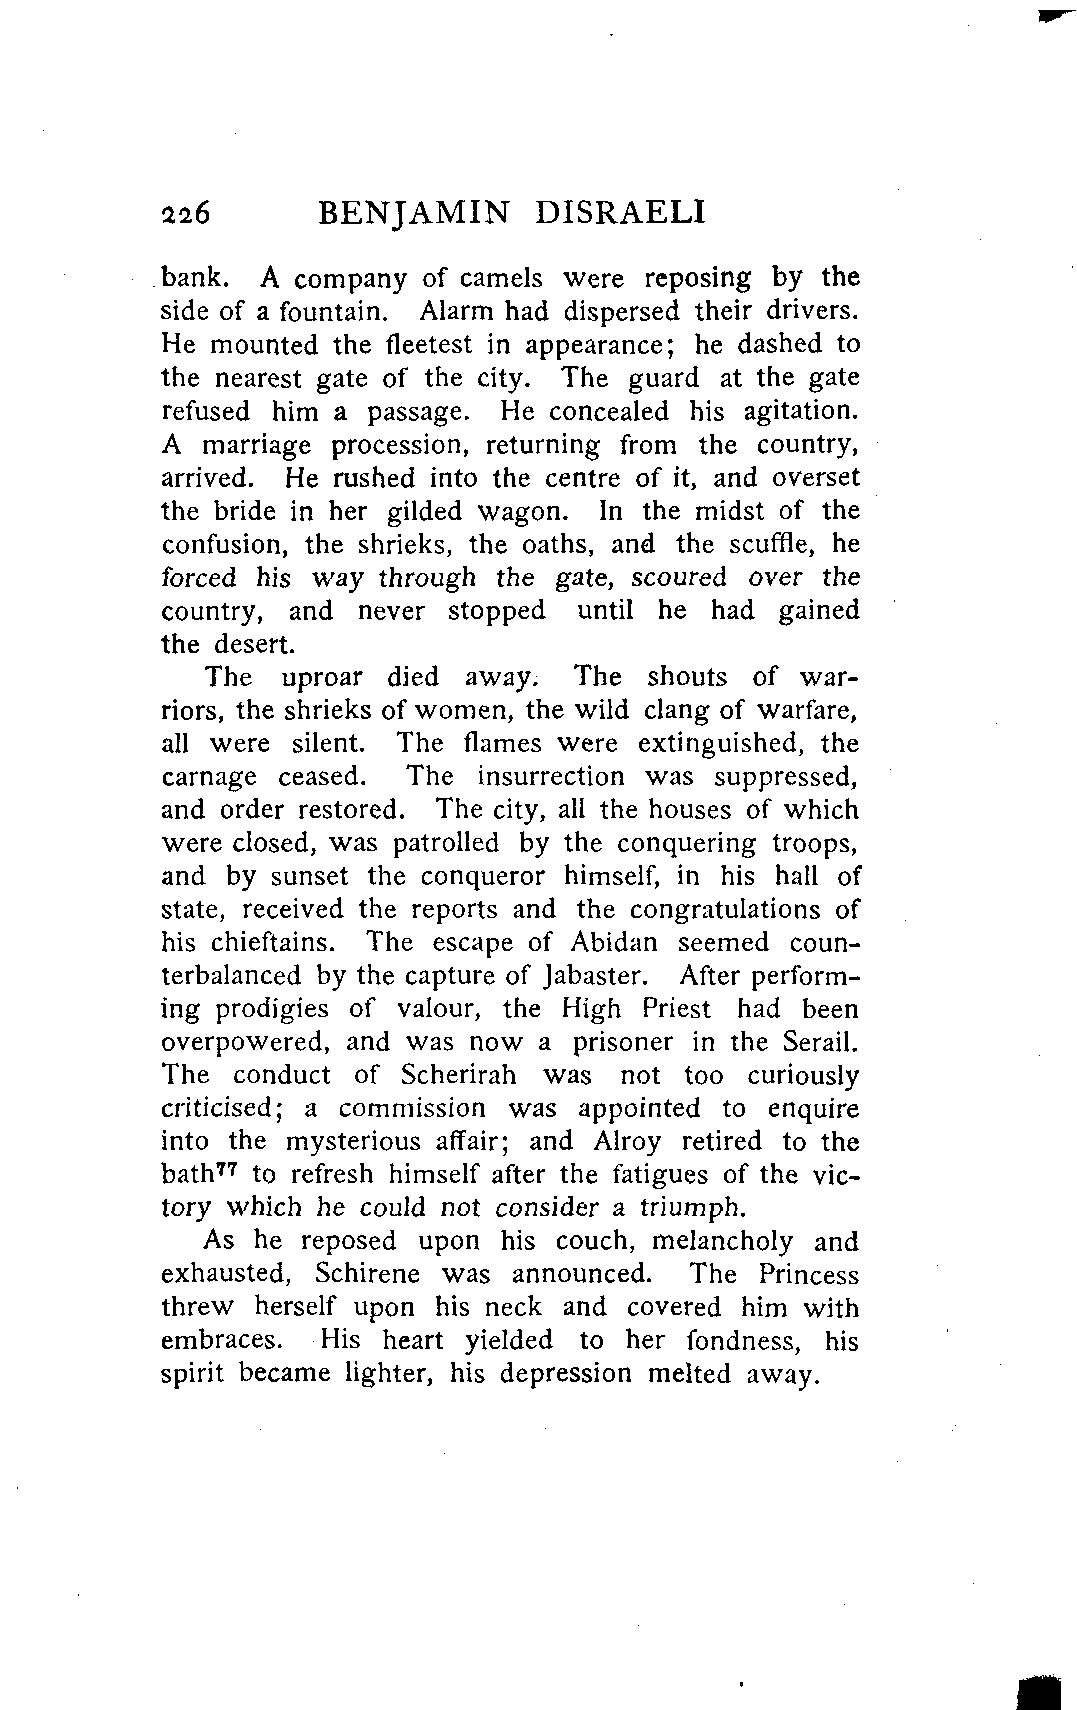 226 BENJAMIN DISRAELI
bank. A company of camels were reposing by the
side of a fountain. Alarm had dispersed their drivers.
He mounted the fleetest in appearance; he dashed to
the nearest gate of the city. The guard at the gate
refused him a passage. He concealed his agitation.
A marriage procession, returning from the country,
arrived. He rushed into the centre of it, and overset
the bride in her gilded wagon. In the midst of the
confusion, the shrieks, the oaths, and the scuffle, he
forced his way through the gate, scoured over the
country, and never stopped until he had gained
the desert.
The uproar died away. The shouts of war-
riors, the shrieks of women, the wild clang of warfare,
all were silent. The flames were extinguished, the
carnage ceased. The insurrection was suppressed,
and order restored. The city, all the houses of which
were closed, was patrolled by the conquering troops,
and by sunset the conqueror himself, in his hall of
state, received the reports and the congratulations of
his chieftains. The escape of Abidan seemed coun-
terbalanced by the capture of Jabaster. After perform-
ing prodigies of valour, the High Priest had been
overpowered, and was now a prisoner in the Serail.
The conduct of Scherirah was not too curiously
criticised; a commission was appointed to enquire
into the mysterious affair; and Alroy retired to the
bath⁷⁷ to refresh himself after the fatigues of the vic-
tory which he could not consider a triumph.
As he reposed upon his couch, melancholy and
exhausted, Schirene was announced. The Princess
threw herself upon his neck and covered him with
embraces. His heart yielded to her fondness, his
spirit became lighter, his depression melted away.